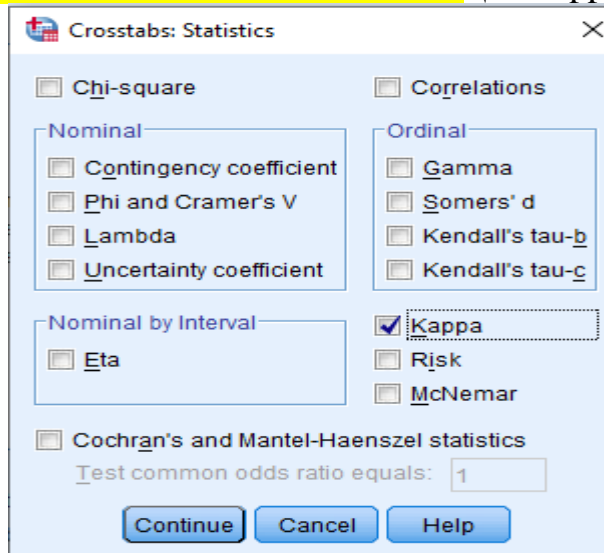 Crosstabs: Statistics
Chi-square
Correlations
Nominal
Contingency coefficient
Phi and Cramer's V
Lambda
Uncertainty coefficient
Ordinal
Gamma
Somers' d
Kendall's tau-b
Kendall's tau-c
Nominal by Interval
Eta
Kappa
Risk
McNemar
Cochran's and Mantel-Haenszel statistics
Test common odds ratio equals: 1
Continue Cancel Help